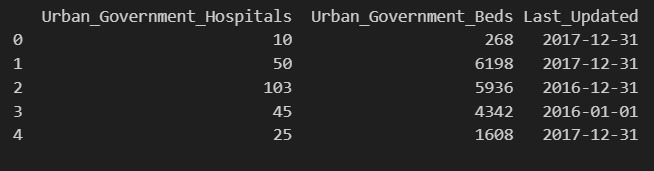 Urban_Government_Hospitals Urban_Government_Beds Last_Updated
0 10 268 2017-12-31
1 50 6198 2017-12-31
2 103 5936 2016-12-31
3 45 4342 2016-01-01
4 25 1608 2017-12-31